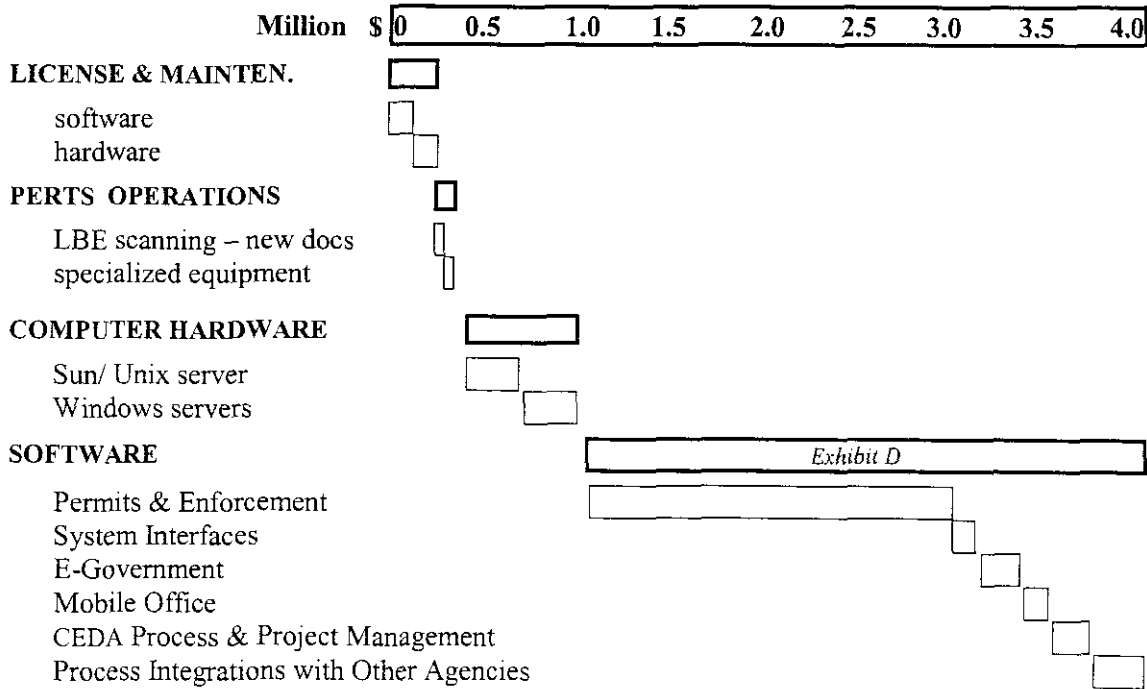 Million $ 0 0.5 1.0 1.5 2.0 2.5 3.0 3.5 4.0
LICENSE & MAINTEN.
software
hardware
PERTS OPERATIONS
LBE scanning – new docs
specialized equipment
COMPUTER HARDWARE
Sun/ Unix server
Windows servers
SOFTWARE Exhibit D
Permits & Enforcement
System Interfaces
E-Government
Mobile Office
CEDA Process & Project Management
Process Integrations with Other Agencies